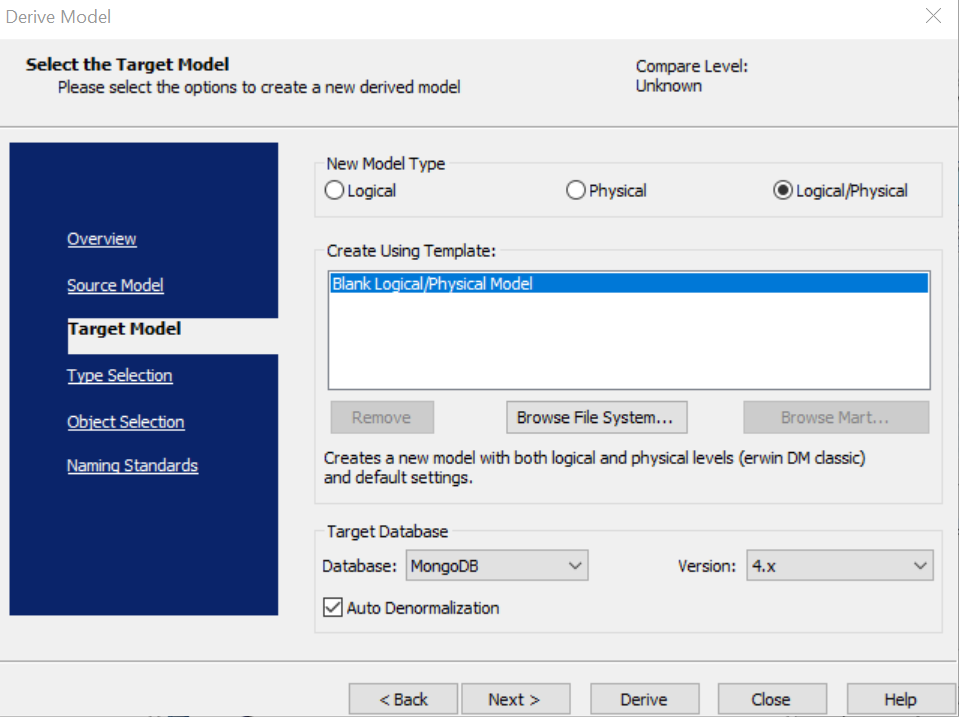 Derive Model
Select the Target Model
Please select the options to create a new derived model
Compare Level:
Unknown
Overview
Source Model
Target Model
Type Selection
Object Selection
Naming Standards
New Model Type
Logical
Physical
Logical/Physical
Create Using Template:
Blank Logical/Physical Model
Remove
Browse File System...
Browse Mart...
Creates a new model with both logical and physical levels (erwin DM classic)
and default settings.
Target Database
Database: MongoDB
Version: 4.x
Auto Denormalization
< Back
Next >
Derive
Close
Help